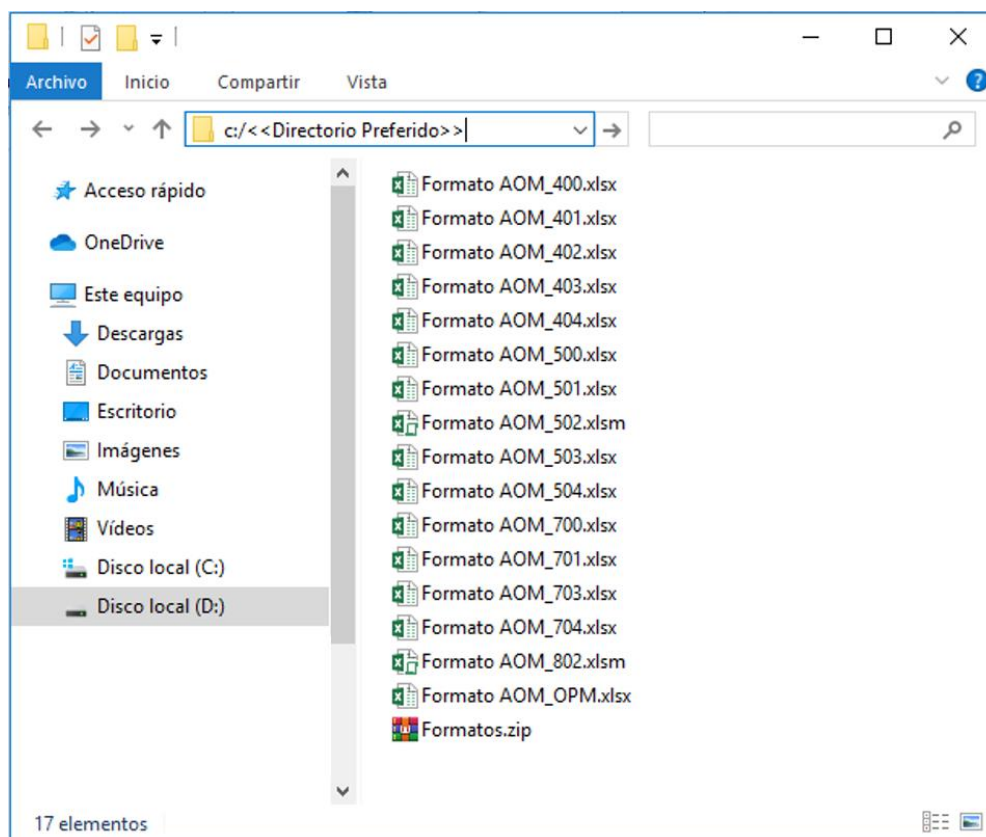 Archivo Inicio Compartir Vista
c:/<<Directorio Preferido>>
Acceso rápido
OneDrive
Este equipo
Descargas
Documentos
Escritorio
Imágenes
Música
Vídeos
Disco local (C:)
Disco local (D:)
Formato AOM_400.xlsx
Formato AOM_401.xlsx
Formato AOM_402.xlsx
Formato AOM_403.xlsx
Formato AOM_404.xlsx
Formato AOM_500.xlsx
Formato AOM_501.xlsx
Formato AOM_502.xlsm
Formato AOM_503.xlsx
Formato AOM_504.xlsx
Formato AOM_700.xlsx
Formato AOM_701.xlsx
Formato AOM_703.xlsx
Formato AOM_704.xlsx
Formato AOM_802.xlsm
Formato AOM_OPM.xlsx
Formatos.zip
17 elementos